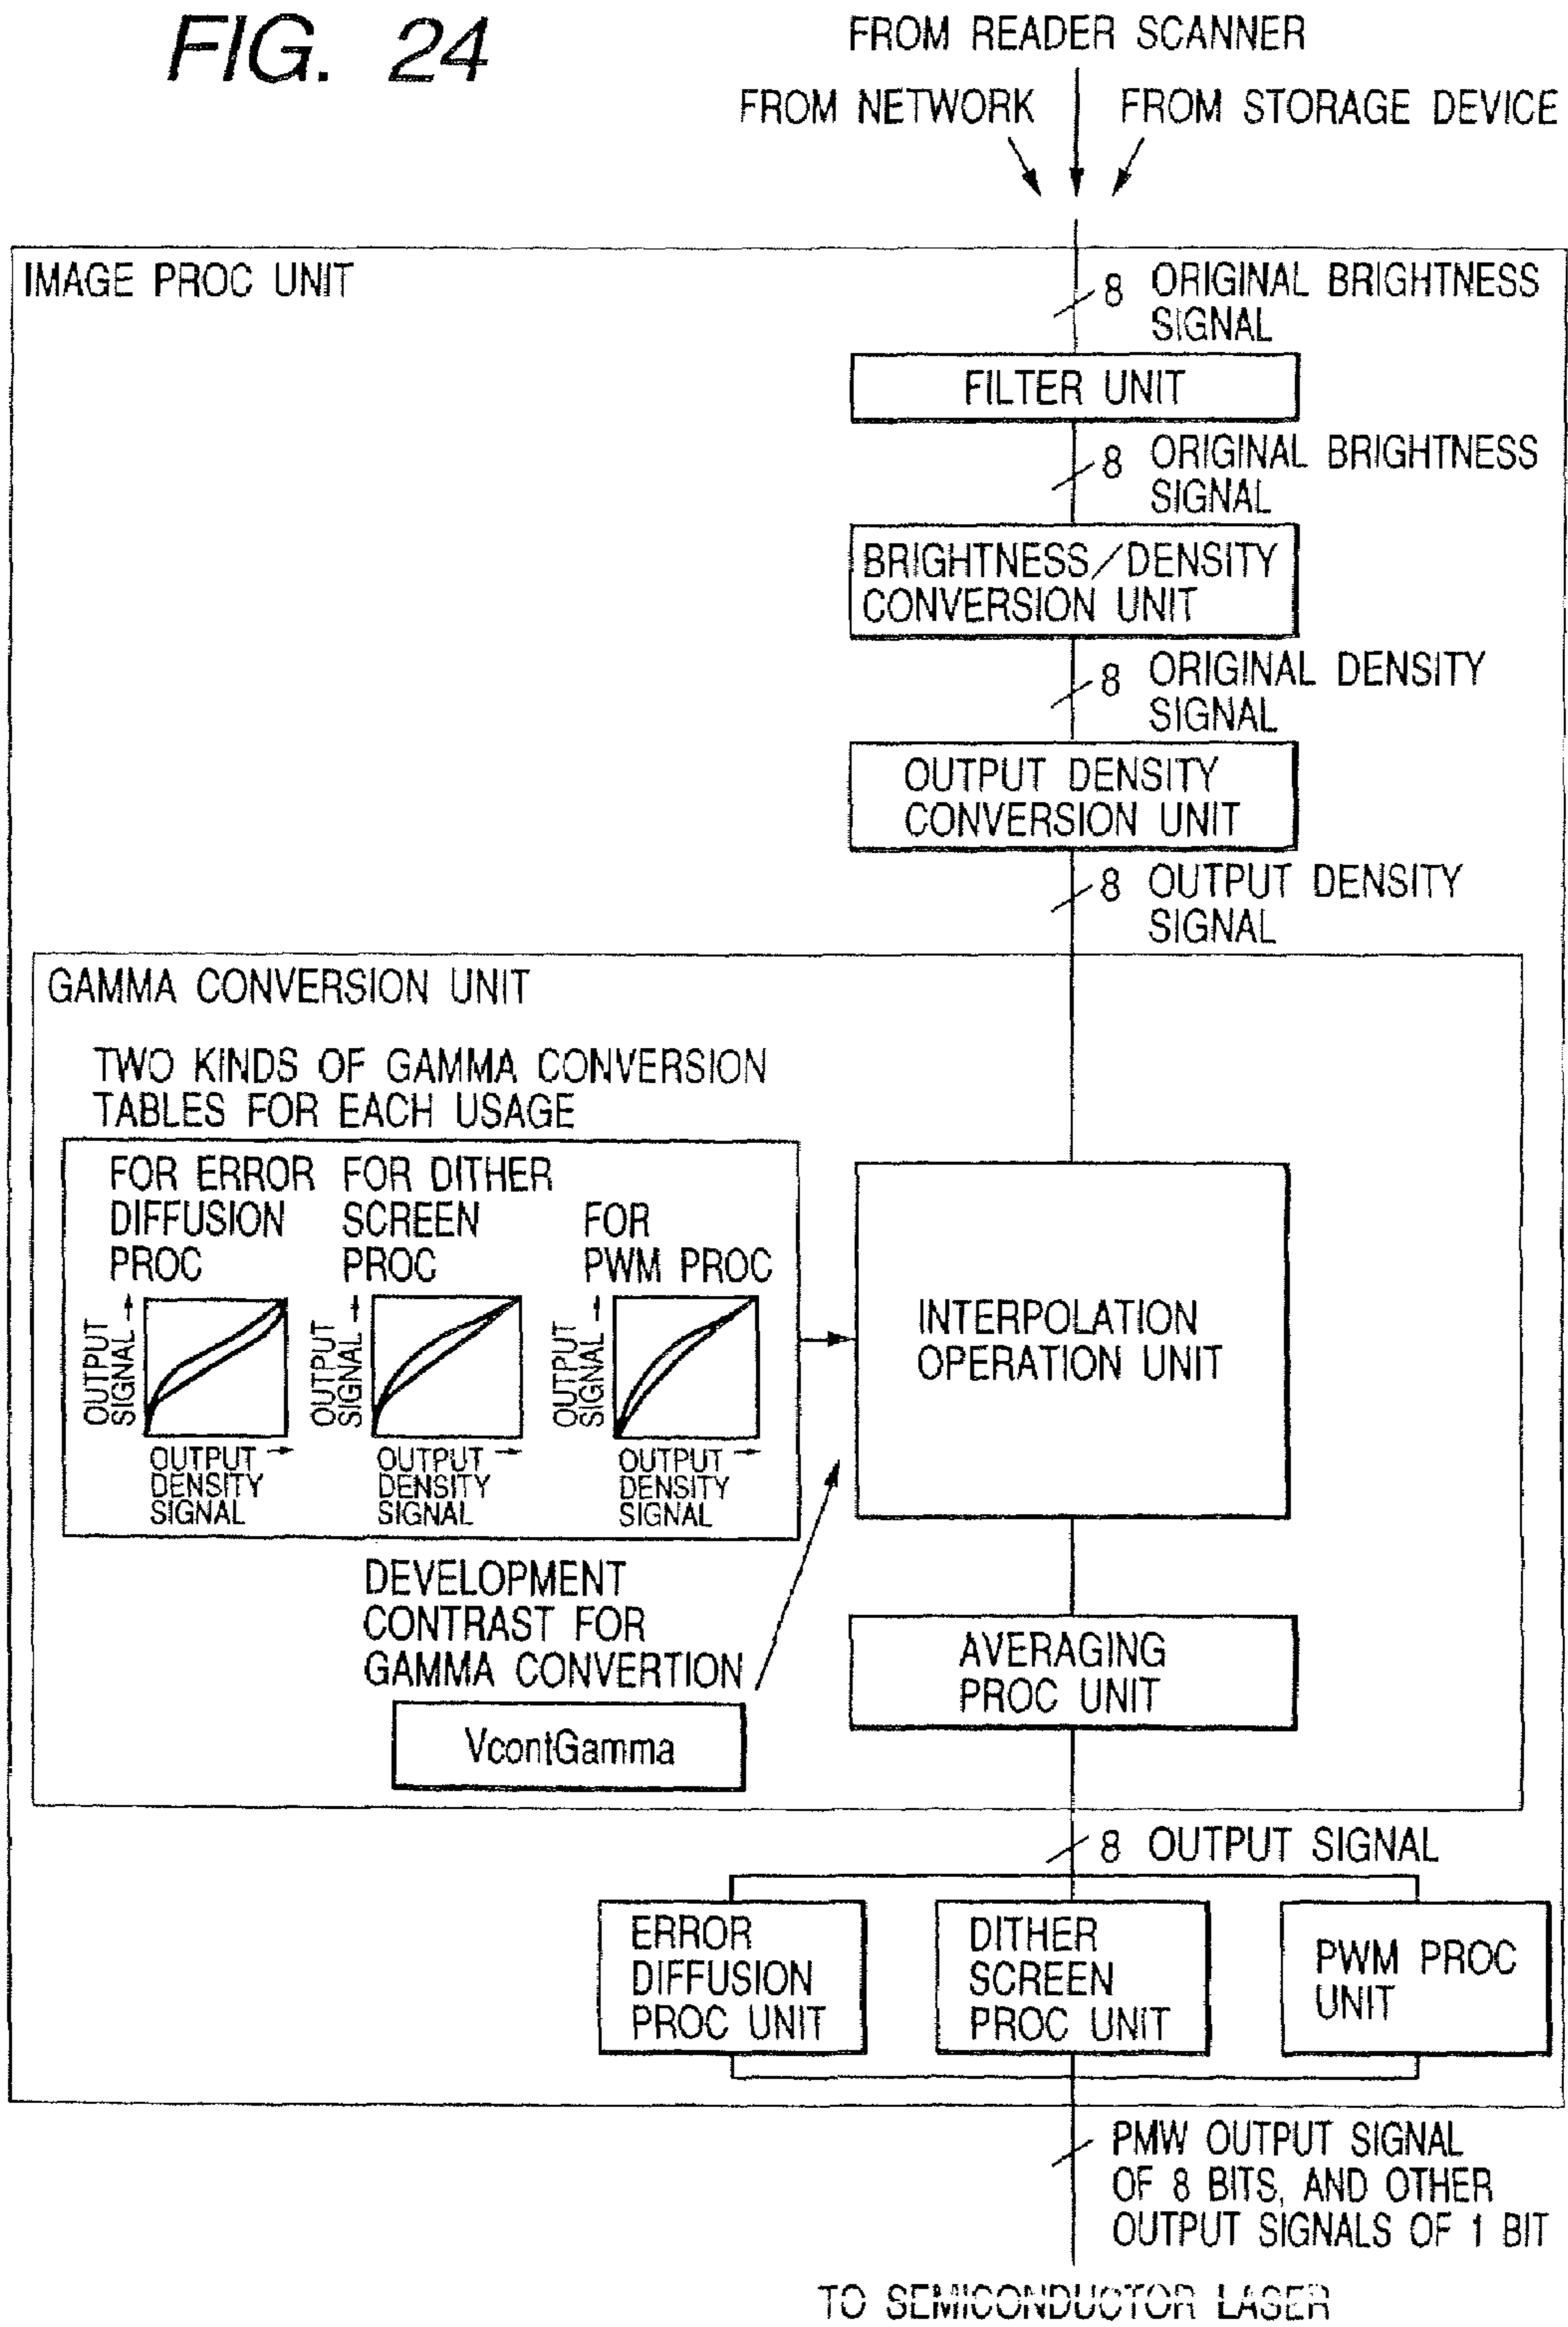 FIG. 24
FROM READER SCANNER
FROM NETWORK
FROM STORAGE DEVICE
IMAGE PROC UNIT
8 ORIGINAL BRIGHTNESS
SIGNAL
FILTER UNIT
8 ORIGINAL BRIGHTNESS
SIGNAL
BRIGHTNESS/DENSITY
CONVERSION UNIT
8 ORIGINAL DENSITY
SIGNAL
OUTPUT DENSITY
CONVERSION UNIT
8 OUTPUT DENSITY
SIGNAL
GAMMA CONVERSION UNIT
TWO KINDS OF GAMMA CONVERSION
TABLES FOR EACH USAGE
FOR ERROR
DIFFUSION
PROC
OUTPUT
SIGNAL →
OUTPUT →
DENSITY
SIGNAL
FOR DITHER
SCREEN
PROC
OUTPUT
SIGNAL →
OUTPUT →
DENSITY
SIGNAL
FOR
PWM PROC
OUTPUT
SIGNAL →
OUTPUT →
DENSITY
SIGNAL
INTERPOLATION
OPERATION UNIT
DEVELOPMENT
CONTRAST FOR
GAMMA CONVERTION
VcontGamma
AVERAGING
PROC UNIT
8 OUTPUT SIGNAL
ERROR
DIFFUSION
PROC UNIT
DITHER
SCREEN
PROC UNIT
PWM PROC
UNIT
PMW OUTPUT SIGNAL
OF 8 BITS, AND OTHER
OUTPUT SIGNALS OF 1 BIT
TO SEMICONDUCTOR LASER